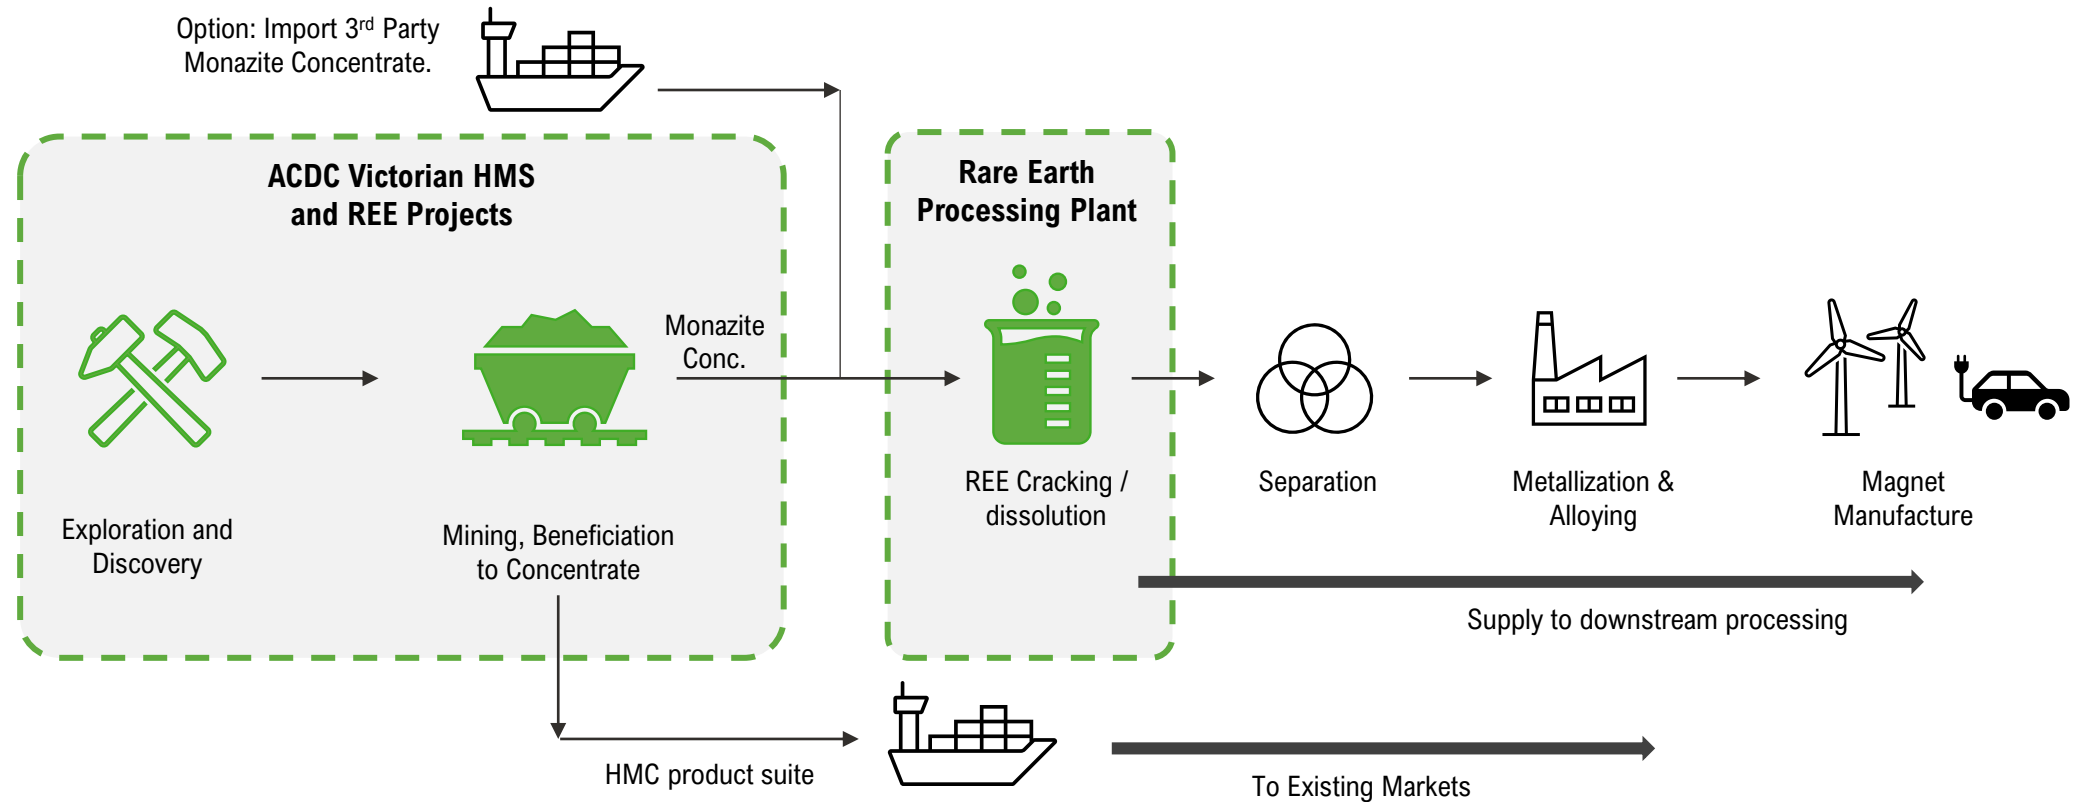 Option: Import 3rd Party
Monazite Concentrate.
ACDC Victorian HMS
and REE Projects
Rare Earth
Processing Plant
Monazite
Conc.
Exploration and
Discovery
Mining, Beneficiation
to Concentrate
REE Cracking /
dissolution
Separation
Metallization &
Alloying
Magnet
Manufacture
Supply to downstream processing
HMC product suite
To Existing Markets